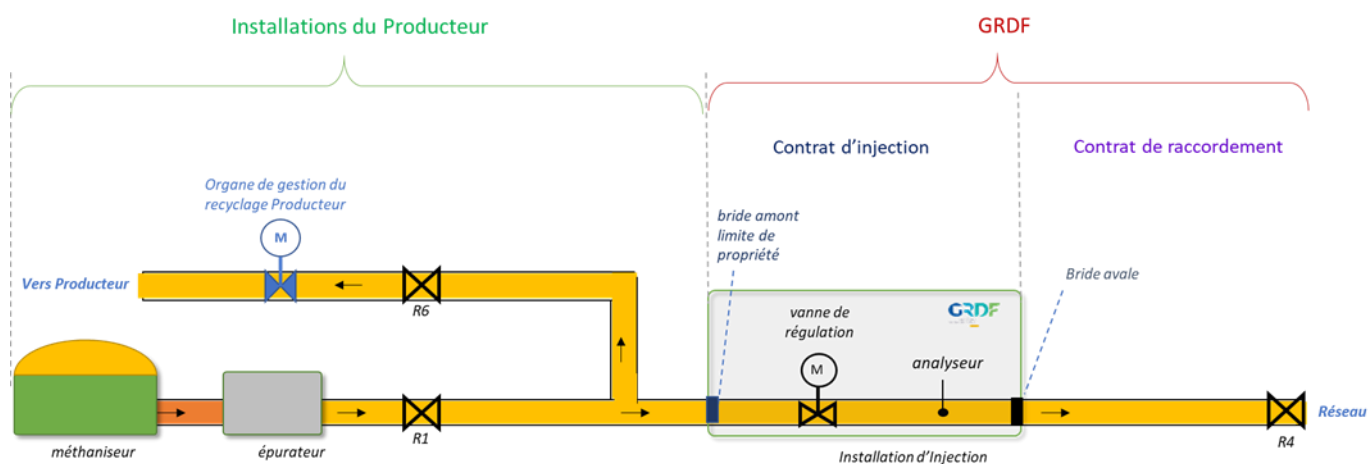 Installations du Producteur
GRDF
Contrat d'injection
Contrat de raccordement
Organe de gestion du
recyclage Producteur
M
bride amont
limite de
propriété
Bride avale
Vers Producteur
R6
vanne de
régulation
GRDF
M
analyseur
Réseau
R1
R4
méthaniseur
épurateur
Installation d'Injection